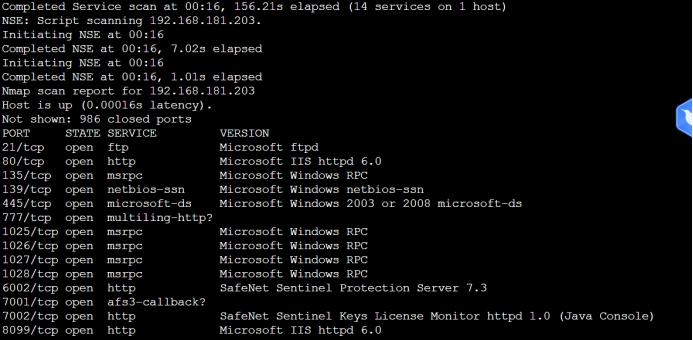 Completed Service scan at 00:16, 156.21s elapsed (14 services on 1 host)
NSE: Script scanning 192.168.181.203.
Initiating NSE at 00:16
Completed NSE at 00:16, 7.02s elapsed
Initiating NSE at 00:16
Completed NSE at 00:16, 1.01s elapsed
Nmap scan report for 192.168.181.203
Host is up (0.00016s latency).
Not shown: 986 closed ports
PORT STATE SERVICE VERSION
21/tcp open ftp Microsoft ftpd
80/tcp open http Microsoft IIS httpd 6.0
135/tcp open msrpc Microsoft Windows RPC
139/tcp open netbios-ssn Microsoft Windows netbios-ssn
445/tcp open microsoft-ds Microsoft Windows 2003 or 2008 microsoft-ds
777/tcp open multiling-http?
1025/tcp open msrpc Microsoft Windows RPC
1026/tcp open msrpc Microsoft Windows RPC
1027/tcp open msrpc Microsoft Windows RPC
1028/tcp open msrpc Microsoft Windows RPC
6002/tcp open http SafeNet Sentinel Protection Server 7.3
7001/tcp open afs3-callback?
7002/tcp open http SafeNet Sentinel Keys License Monitor httpd 1.0 (Java Console)
8099/tcp open http Microsoft IIS httpd 6.0